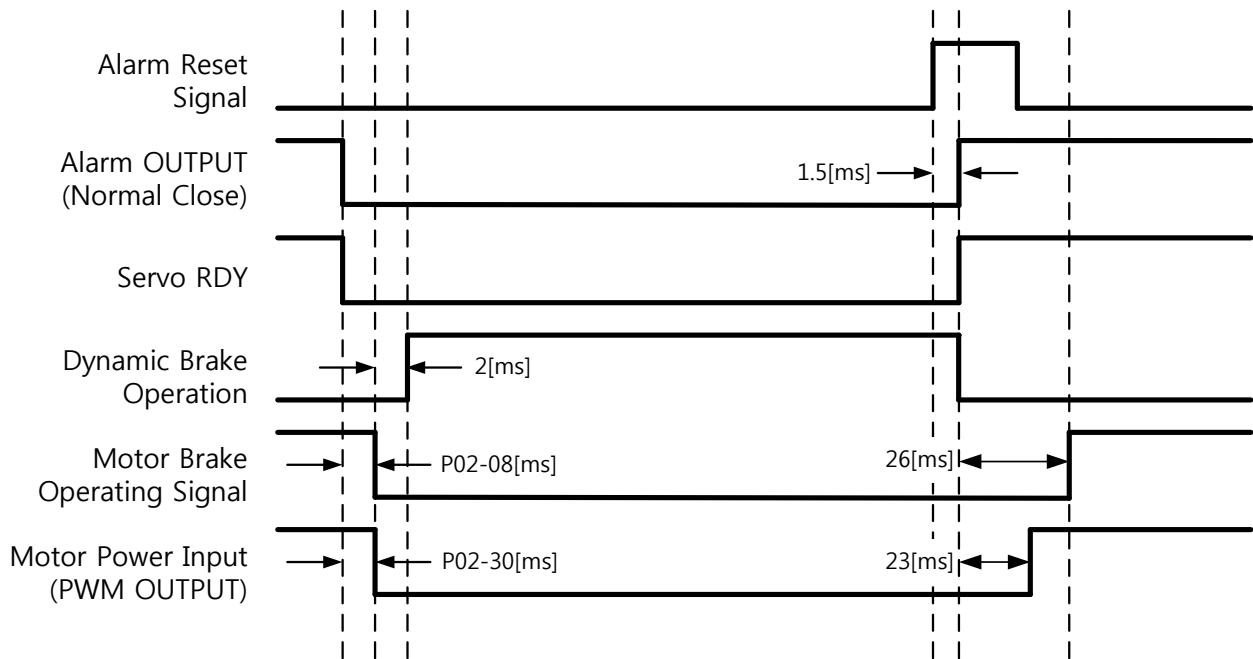 Alarm Reset
Signal
Alarm OUTPUT
(Normal Close)
1.5[ms]
Servo RDY
Dynamic Brake
Operation
2[ms]
Motor Brake
Operating Signal
P02-08[ms]
26[ms]
Motor Power Input
(PWM OUTPUT)
P02-30[ms]
23[ms]